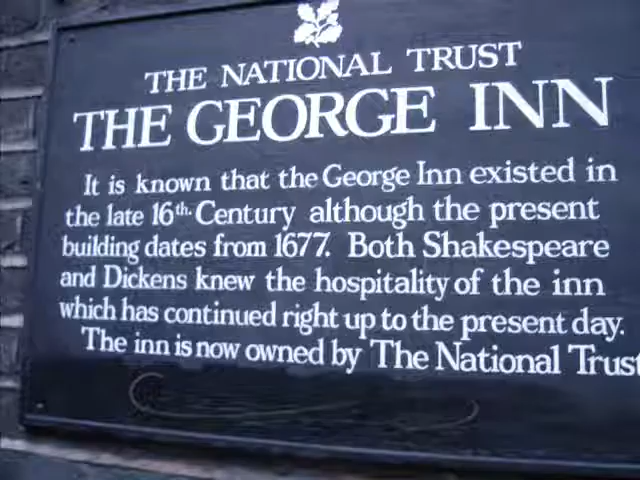 THE NATIONAL TRUST
THE GEORGE INN
It is known that the George Inn existed in
the late 16th. Century although the present
building dates from 1677. Both Shakespeare
and Dickens knew the hospitality of the inn
which has continued right up to the present day.
The inn is now owned by The National Trust